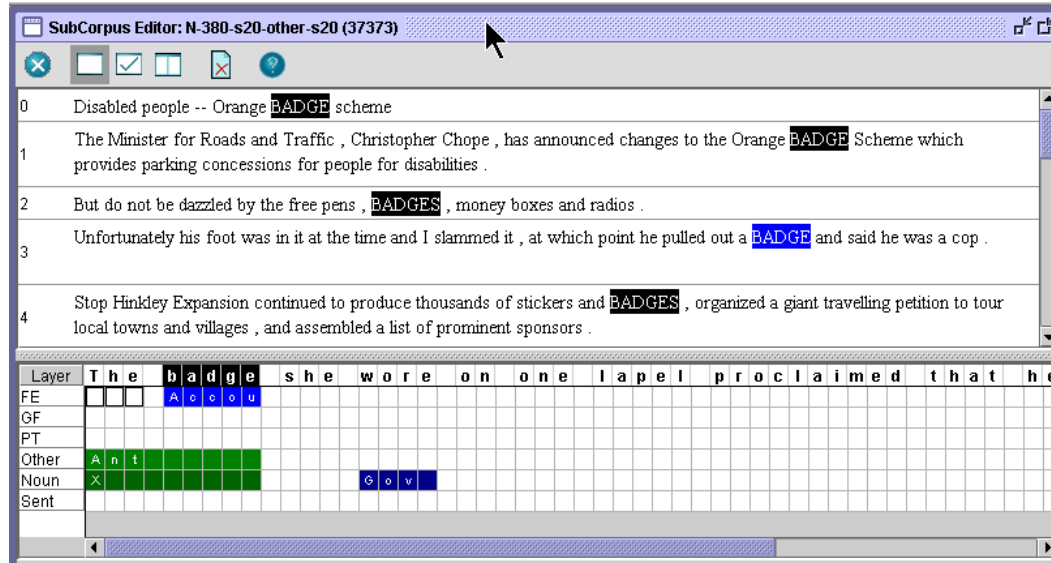 SubCorpus Editor: N-380-s20-other-s20 (37373)
0 Disabled people -- Orange BADGE scheme
1 The Minister for Roads and Traffic , Christopher Chope , has announced changes to the Orange BADGE Scheme which
provides parking concessions for people for disabilities .
2 But do not be dazzled by the free pens , BADGES , money boxes and radios .
3 Unfortunately his foot was in it at the time and I slammed it , at which point he pulled out a BADGE and said he was a cop .
4 Stop Hinkley Expansion continued to produce thousands of stickers and BADGES , organized a giant travelling petition to tour
local towns and villages , and assembled a list of prominent sponsors .
Layer The badge she wore on one lapel proclaimed that he
FE Accou
GF
PT
Other Ant
Noun X Gov
Sent